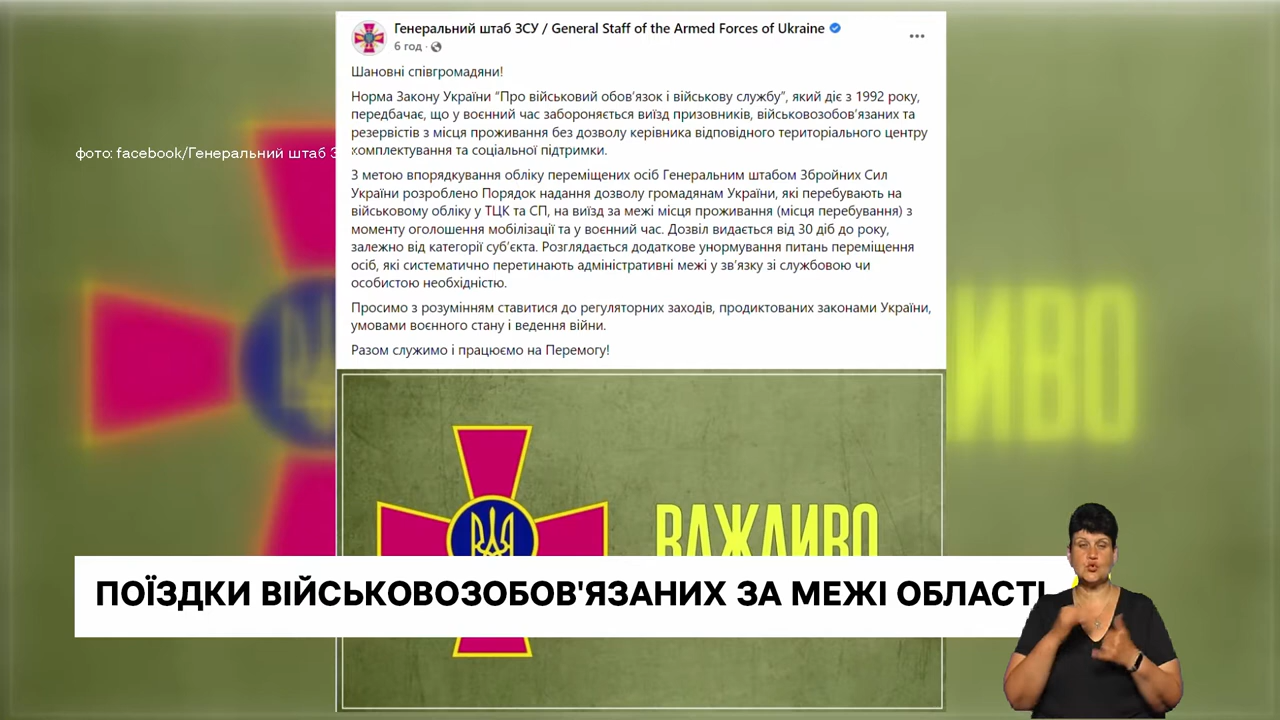 Генеральний штаб ЗСУ / General Staff of the Armed Forces of Ukraine
6 год ·
Шановні співгромадяни!
Норма Закону України “Про військовий обов’язок і військову службу”, який діє з 1992 року,
передбачає, що у воєнний час забороняється виїзд призовників, військовозобов’язаних та
резервістів з місця проживання без дозволу керівника відповідного територіального центру
комплектування та соціальної підтримки.
З метою впорядкування обліку переміщених осіб Генеральним штабом Збройних Сил
України розроблено Порядок надання дозволу громадянам України, які перебувають на
військовому обліку у ТЦК та СП, на виїзд за межі місця проживання (місця перебування) з
моменту оголошення мобілізації та у воєнний час. Дозвіл видається від 30 діб до року,
залежно від категорії суб’єкта. Розглядається додаткове унормування питань переміщення
осіб, які систематично перетинають адміністративні межі у зв’язку зі службовою чи
особистою необхідністю.
Просимо з розумінням ставитися до регуляторних заходів, продиктованих законами України,
умовами воєнного стану і ведення війни.
Разом служимо і працюємо на Перемогу!
фото: facebook/Генеральний штаб З
ВАЖЛИВО
ИВО
ПОЇЗДКИ ВІЙСЬКОВОЗОБОВ'ЯЗАНИХ ЗА МЕЖІ ОБЛАСТІ